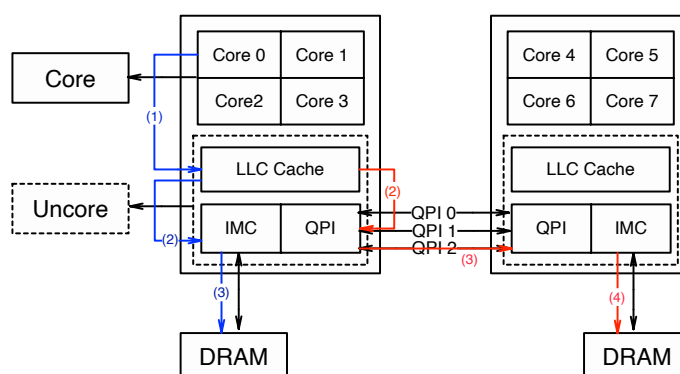 Core 0 Core 1 Core 4 Core 5
Core
Core2 Core 3 Core 6 Core 7
(1)
LLC Cache LLC Cache
(2)
Uncore
QPI 0
IMC QPI QPI 1 QPI IMC
(2) QPI 2
(3)
(3) (4)
DRAM DRAM